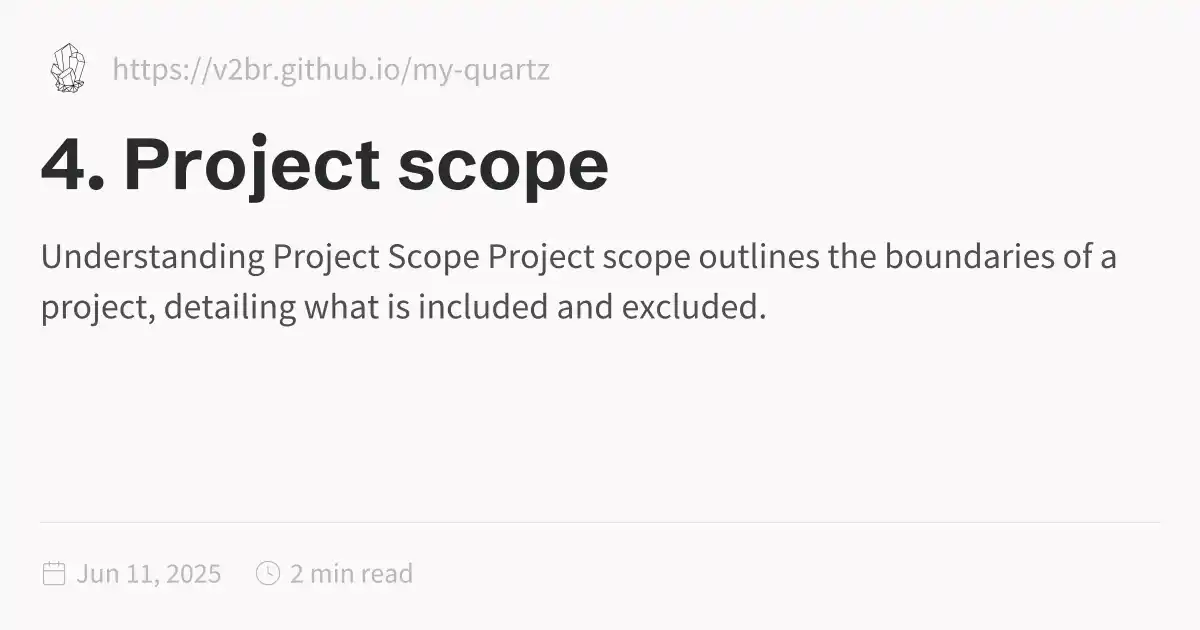 https://v2br.github.io/my-quartz
4. Project scope
Understanding Project Scope Project scope outlines the boundaries of a
project, detailing what is included and excluded.
Jun 11, 2025 2 min read